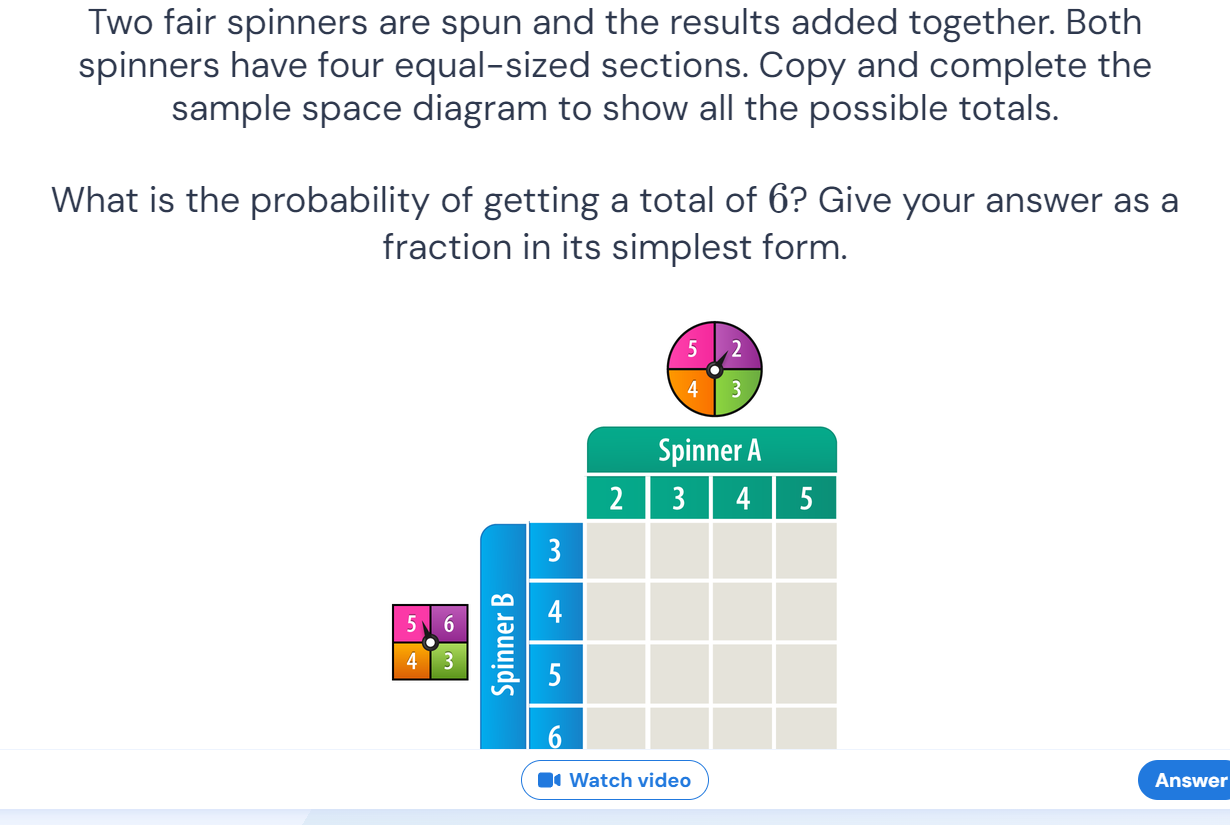 Two fair spinners are spun and the results added together. Both
spinners have four equal-sized sections. Copy and complete the
sample space diagram to show all the possible totals.
What is the probability of getting a total of 6? Give your answer as a
fraction in its simplest form.
5 2
4 3
Spinner A
2 3 4 5
Spinner B
3
4
5
6
5 6
4 3
Watch video
Answer